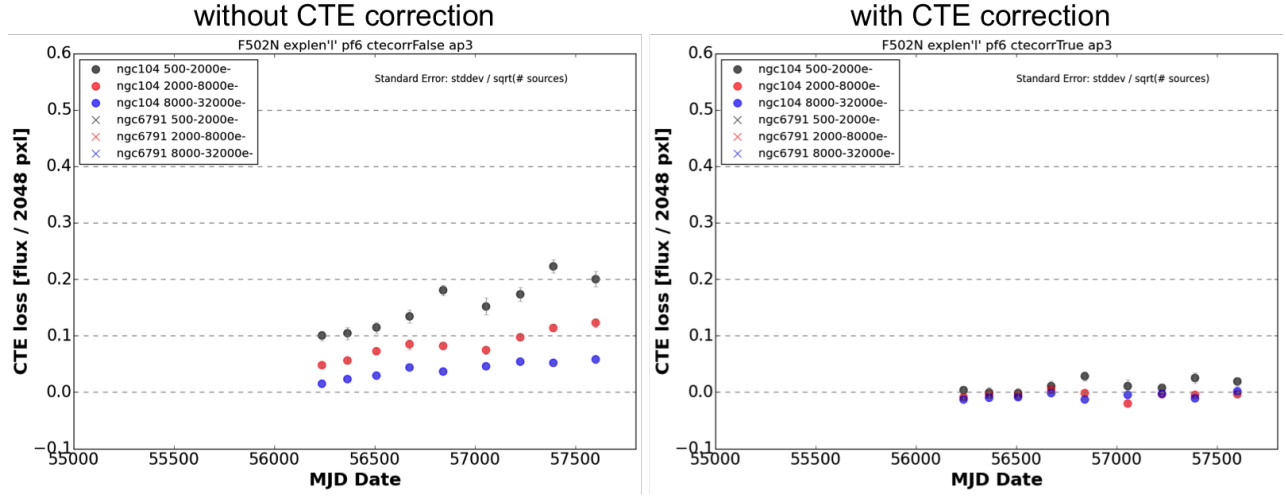 without CTE correction
F502N explen'l' pf6 ctecorrFalse ap3
Standard Error: stddev / sqrt(# sources)
ngc104 500-2000e-
ngc104 2000-8000e-
ngc104 8000-32000e-
ngc6791 500-2000e-
ngc6791 2000-8000e-
ngc6791 8000-32000e-
CTE loss [flux / 2048 pxl]
0.6
0.5
0.4
0.3
0.2
0.1
0.0
−0.1
55000 55500 56000 56500 57000 57500
MJD Date
with CTE correction
F502N explen'l' pf6 ctecorrTrue ap3
Standard Error: stddev / sqrt(# sources)
ngc104 500-2000e-
ngc104 2000-8000e-
ngc104 8000-32000e-
ngc6791 500-2000e-
ngc6791 2000-8000e-
ngc6791 8000-32000e-
CTE loss [flux / 2048 pxl]
0.6
0.5
0.4
0.3
0.2
0.1
0.0
−0.1
55000 55500 56000 56500 57000 57500
MJD Date